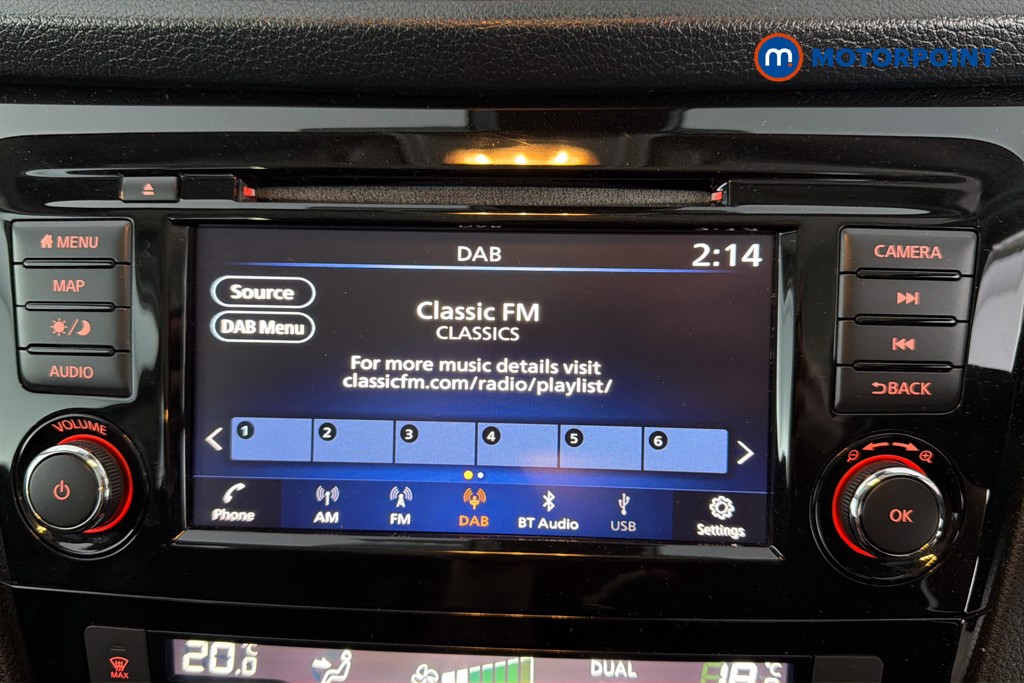 m MOTORPOINT
MENU
MAP
AUDIO
VOLUME
DAB 2:14
Source
DAB Menu
Classic FM
CLASSICS
For more music details visit
classicfm.com/radio/playlist/
1 2 3 4 5 6
Phone AM FM DAB BT Audio USB Settings
CAMERA
BACK
OK
MAX
20.0°C DUAL °C